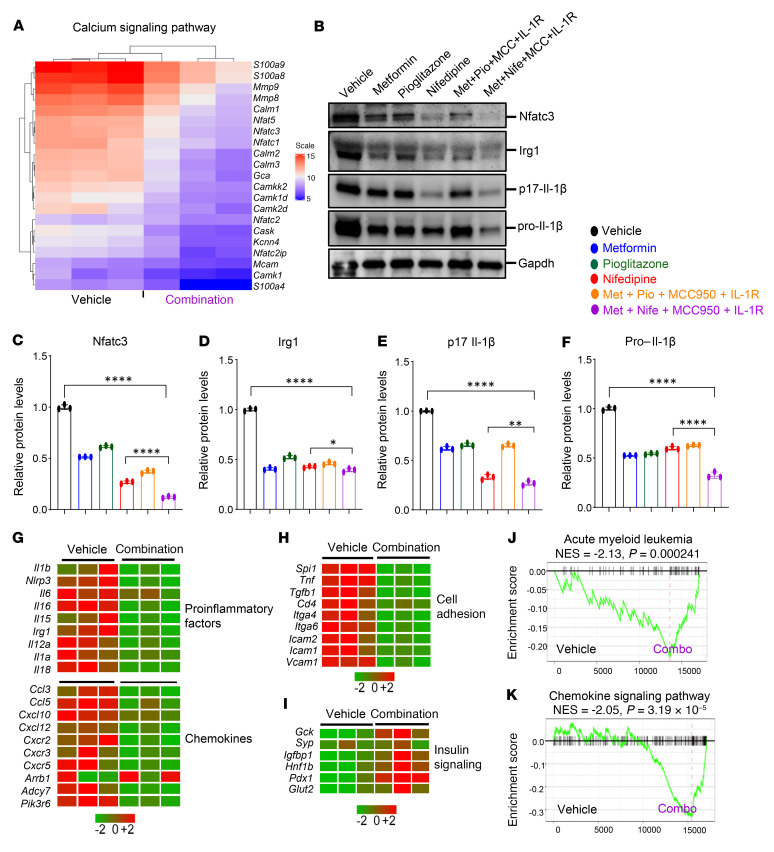 A
Calcium signaling pathway
S100a9
S100a8
Mmp9
Mmp8
Calm1
Nfat5
Nfatc3
Nfatc1
Calm2
Calm3
Gca
Camkk2
Camk1d
Camk2d
Nfatc2
Cask
Kcnn4
Nfatc2ip
Mcam
Camk1
S100a4
Scale
15
10
5
Vehicle
Combination
B
Vehicle
Metformin
Pioglitazone
Nifedipine
Met+Pio+MCC+IL-1R
Met+Nife+MCC+IL-1R
Nfatc3
Irg1
p17-Il-1β
pro-Il-1β
Gapdh
Vehicle
Metformin
Pioglitazone
Nifedipine
Met + Pio + MCC950 + IL-1R
Met + Nife + MCC950 + IL-1R
C
Nfatc3
Relative protein levels
1.5
1.0
0.5
0.0
****
****
D
Irg1
Relative protein levels
1.5
1.0
0.5
0.0
****
*
E
p17 Il-1β
Relative protein levels
1.5
1.0
0.5
0.0
****
**
F
Pro–Il-1β
Relative protein levels
1.5
1.0
0.5
0.0
****
****
G
Vehicle
Combination
Il1b
Nlrp3
Il6
Il16
Il15
Irg1
Il12a
Il1a
Il18
Proinflammatory
factors
Ccl3
Ccl5
Cxcl10
Cxcl12
Cxcr2
Cxcr3
Cxcr5
Arrb1
Adcy7
Pik3r6
Chemokines
-2 0 +2
H
Vehicle
Combination
Spi1
Tnf
Tgfb1
Cd4
Itga4
Itga6
Icam2
Icam1
Vcam1
Cell
adhesion
-2 0 +2
I
Vehicle
Combination
Gck
Syp
Igfbp1
Hnf1b
Pdx1
Glut2
Insulin
signaling
-2 0 +2
J
Acute myeloid leukemia
NES = -2.13, P = 0.000241
Enrichment score
0.00
-0.05
-0.10
-0.15
-0.20
Vehicle
Combo
0
5000
10000
15000
K
Chemokine signaling pathway
NES = -2.05, P = 3.19 × 10⁻⁵
Enrichment score
0.0
-0.1
-0.2
-0.3
Vehicle
Combo
0
5000
10000
15000